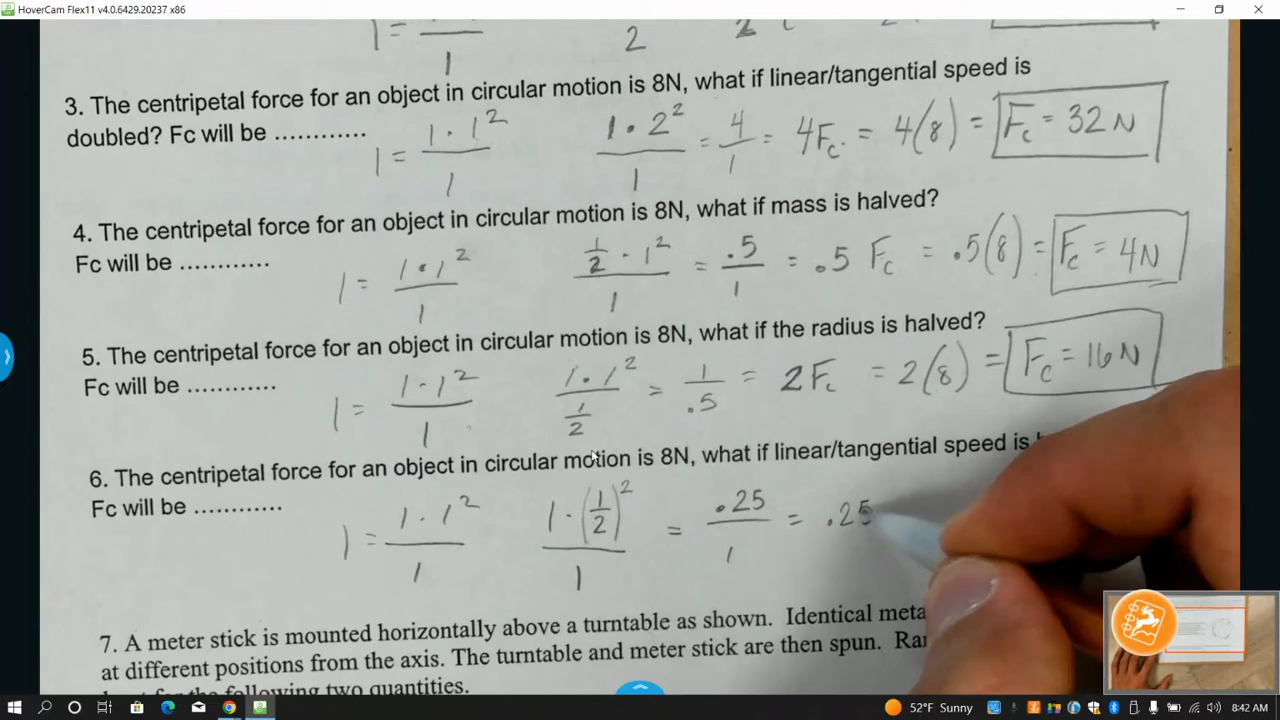 HoverCam Flex11 v4.0.6429.20237 x86
1 = 1 2 2
3. The centripetal force for an object in circular motion is 8N, what if linear/tangential speed is
doubled? Fc will be ............
1 = 1 · 1² / 1 1 · 2² / 1 = 4 / 1 = 4Fc = 4(8) = Fc = 32 N
4. The centripetal force for an object in circular motion is 8N, what if mass is halved?
Fc will be ............
1 = 1 · 1² / 1 1/2 · 1² / 1 = .5 / 1 = .5 Fc = .5(8) = Fc = 4N
5. The centripetal force for an object in circular motion is 8N, what if the radius is halved?
Fc will be ............
1 = 1 · 1² / 1 1 · 1² / 1/2 = 1 / .5 = 2Fc = 2(8) = Fc = 16N
6. The centripetal force for an object in circular motion is 8N, what if linear/tangential speed is
Fc will be ............
1 = 1 · 1² / 1 1 · (1/2)² / 1 = .25 / 1 = .25
7. A meter stick is mounted horizontally above a turntable as shown. Identical
at different positions from the axis. The turntable and meter stick are then spun.
for the following two quantities.
52°F Sunny
8:42 AM